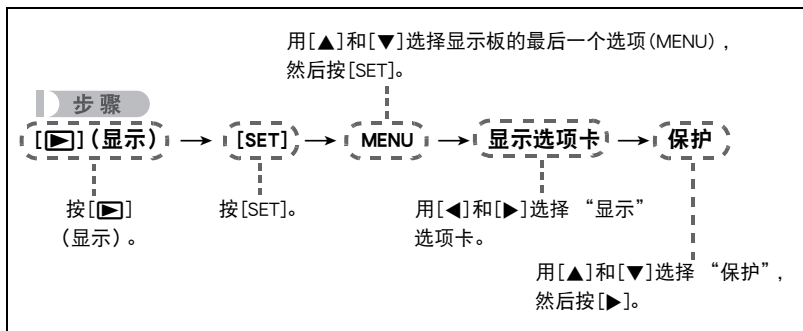 用[▲]和[▼]选择显示板的最后一个选项(MENU)，
然后按[SET]。
步骤
[▶](显示) → [SET] → MENU → 显示选项卡 → 保护
按[▶]
（显示）。
按[SET]。
用[◀]和[▶]选择 “显示”
选项卡。
用[▲]和[▼]选择 “保护”，
然后按[▶]。